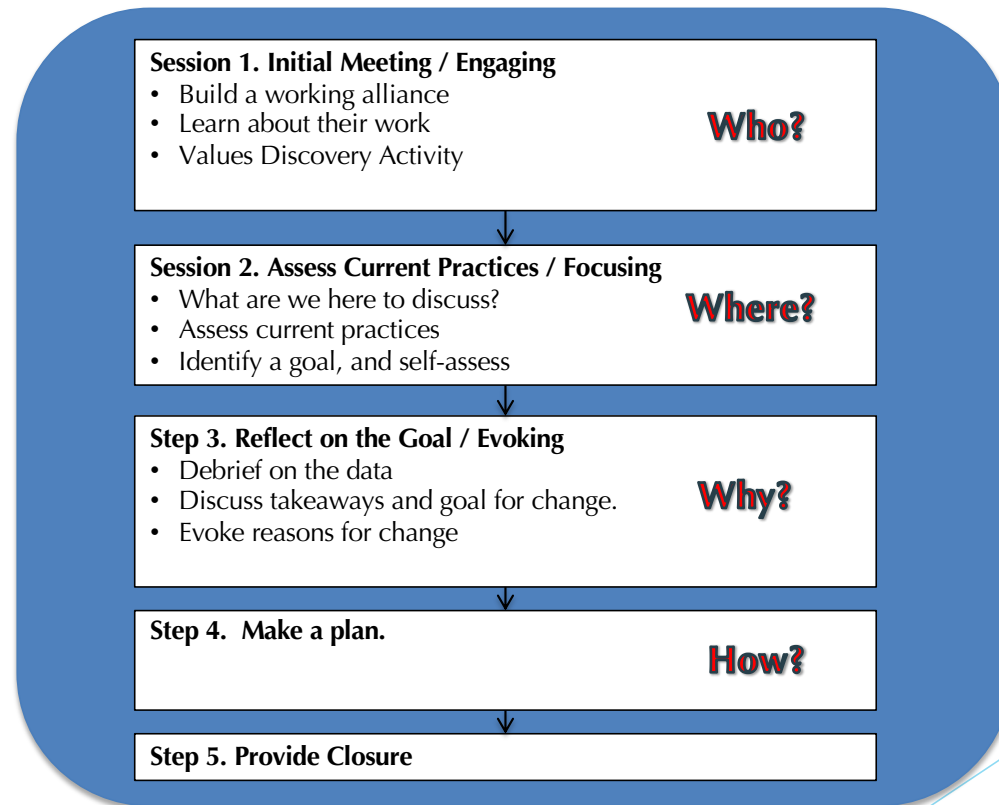 Session 1. Initial Meeting / Engaging
• Build a working alliance
• Learn about their work
• Values Discovery Activity
Who?
Session 2. Assess Current Practices / Focusing
• What are we here to discuss?
• Assess current practices
• Identify a goal, and self-assess
Where?
Step 3. Reflect on the Goal / Evoking
• Debrief on the data
• Discuss takeaways and goal for change.
• Evoke reasons for change
Why?
Step 4. Make a plan.
How?
Step 5. Provide Closure